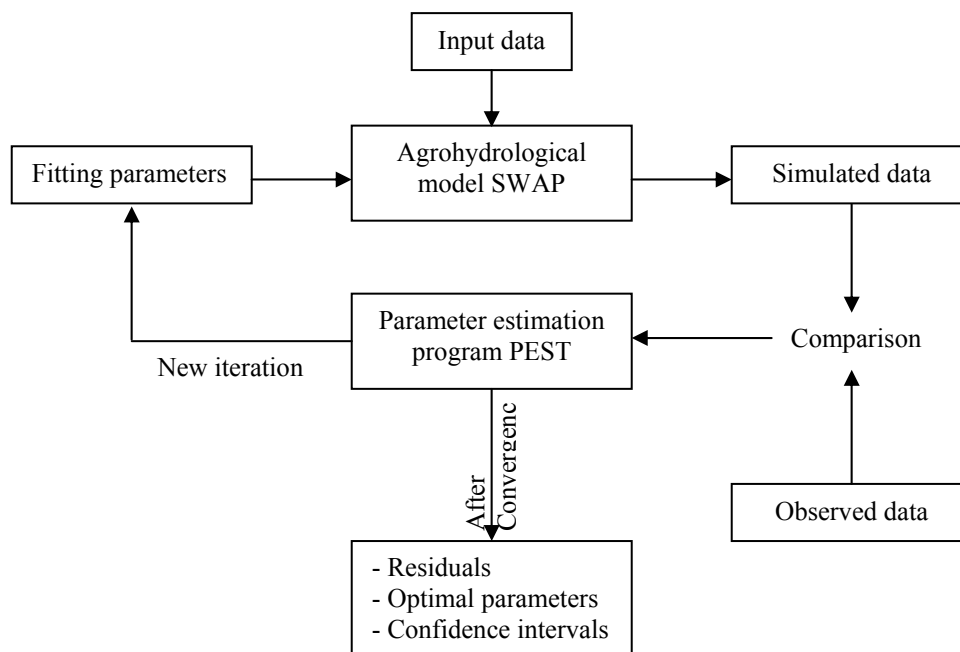 Input data
Agrohydrological
model SWAP
Fitting parameters
Simulated data
Parameter estimation
program PEST
Comparison
New iteration
After
Convergenc
Observed data
- Residuals
- Optimal parameters
- Confidence intervals